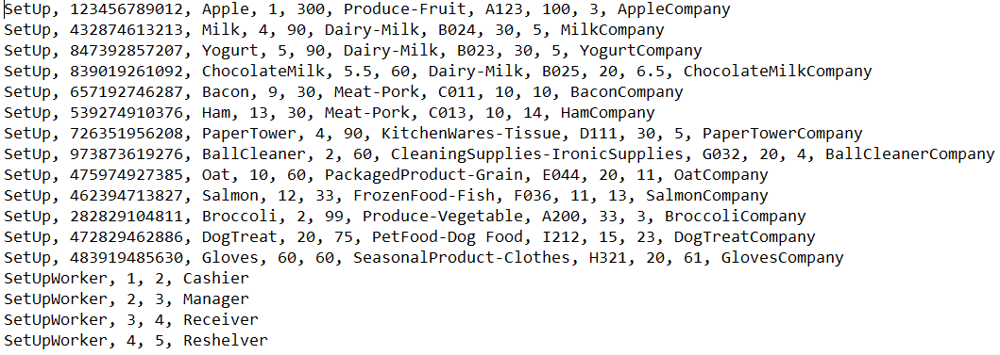 SetUp, 123456789012, Apple, 1, 300, Produce-Fruit, A123, 100, 3, AppleCompany
SetUp, 432874613213, Milk, 4, 90, Dairy-Milk, B024, 30, 5, MilkCompany
SetUp, 847392857207, Yogurt, 5, 90, Dairy-Milk, B023, 30, 5, YogurtCompany
SetUp, 839019261092, ChocolateMilk, 5.5, 60, Dairy-Milk, B025, 20, 6.5, ChocolateMilkCompany
SetUp, 657192746287, Bacon, 9, 30, Meat-Pork, C011, 10, 10, BaconCompany
SetUp, 539274910376, Ham, 13, 30, Meat-Pork, C013, 10, 14, HamCompany
SetUp, 726351956208, PaperTower, 4, 90, KitchenWares-Tissue, D111, 30, 5, PaperTowerCompany
SetUp, 973873619276, BallCleaner, 2, 60, CleaningSupplies-IronicSupplies, G032, 20, 4, BallCleanerCompany
SetUp, 475974927385, Oat, 10, 60, PackagedProduct-Grain, E044, 20, 11, OatCompany
SetUp, 462394713827, Salmon, 12, 33, FrozenFood-Fish, F036, 11, 13, SalmonCompany
SetUp, 282829104811, Broccoli, 2, 99, Produce-Vegetable, A200, 33, 3, BroccoliCompany
SetUp, 472829462886, DogTreat, 20, 75, PetFood-Dog Food, I212, 15, 23, DogTreatCompany
SetUp, 483919485630, Gloves, 60, 60, SeasonalProduct-Clothes, H321, 20, 61, GlovesCompany
SetUpWorker, 1, 2, Cashier
SetUpWorker, 2, 3, Manager
SetUpWorker, 3, 4, Receiver
SetUpWorker, 4, 5, Reshelver